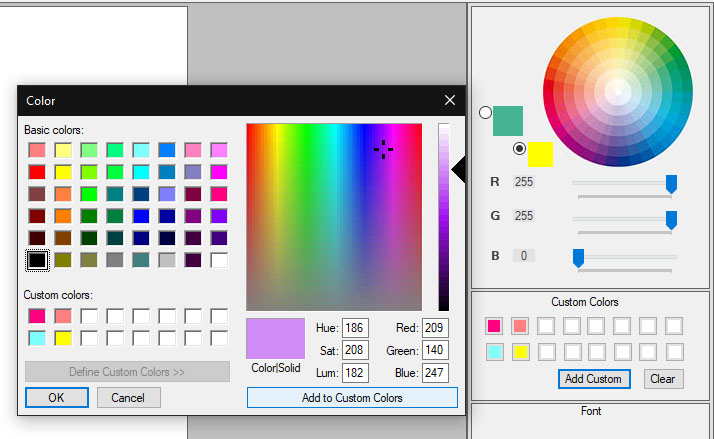 Color
Basic colors:
Custom colors:
Define Custom Colors >>
OK
Cancel
Color|Solid
Hue: 186
Sat: 208
Lum: 182
Red: 209
Green: 140
Blue: 247
Add to Custom Colors
R 255
G 255
B 0
Custom Colors
Add Custom
Clear
Font